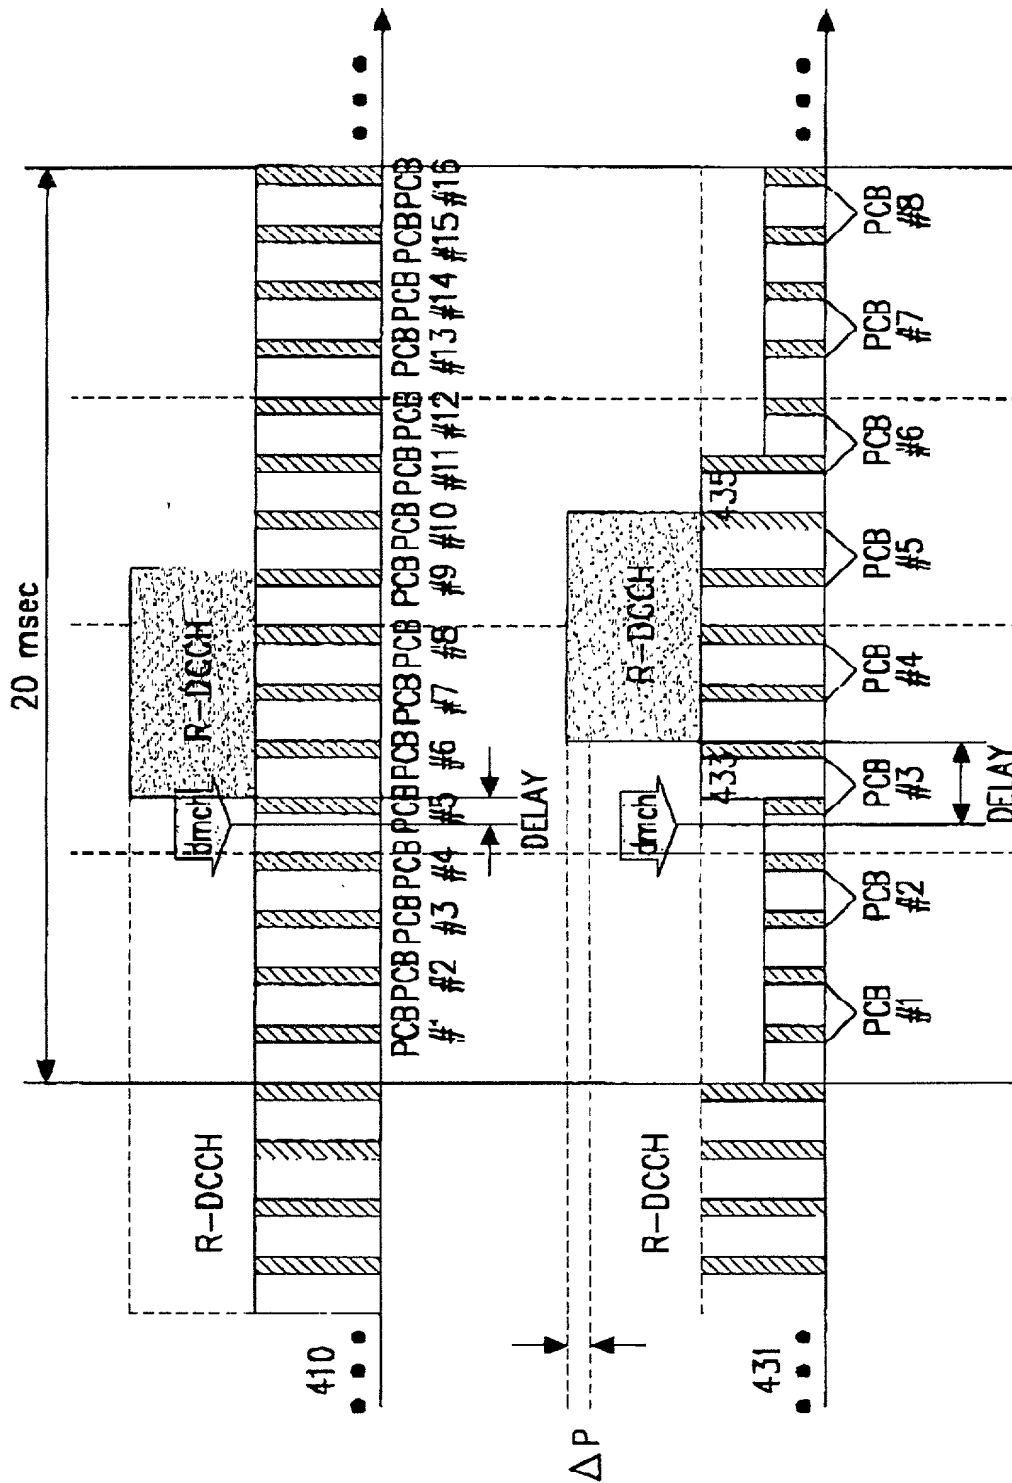 20 msec
R-DCCH
dmch
R-DCCH
410
PCB PCB PCB PCB PCB PCB PCB PCB PCB PCB PCB PCB PCB PCB PCB PCB
#1 #2 #3 #4 #5 #6 #7 #8 #9 #10 #11 #12 #13 #14 #15 #16
DELAY
ΔP
R-DCCH
dmch
R-DCCH
433
435
431
PCB PCB PCB PCB PCB PCB PCB PCB
#1 #2 #3 #4 #5 #6 #7 #8
DELAY